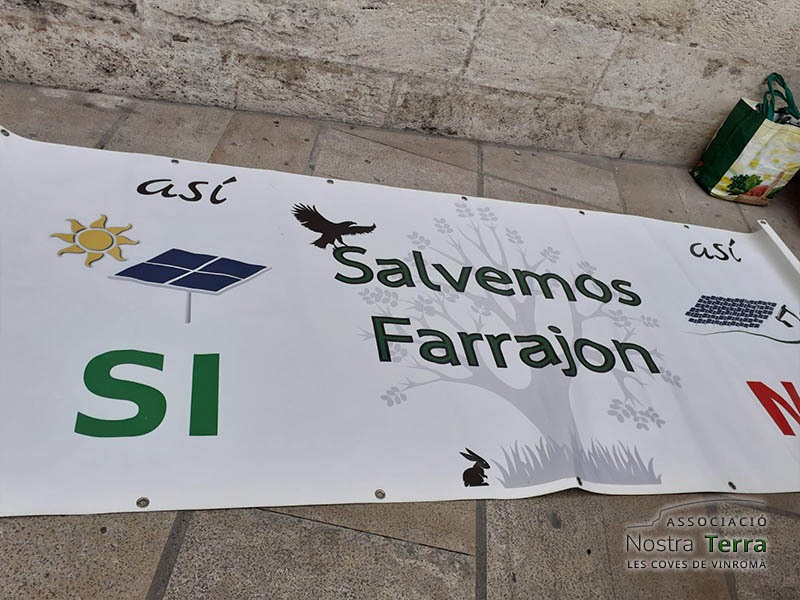 así
SI
Salvemos
Farrajon
así
ASSOCIACIÓ
Nostra Terra
LES COVES DE VINROMÀ